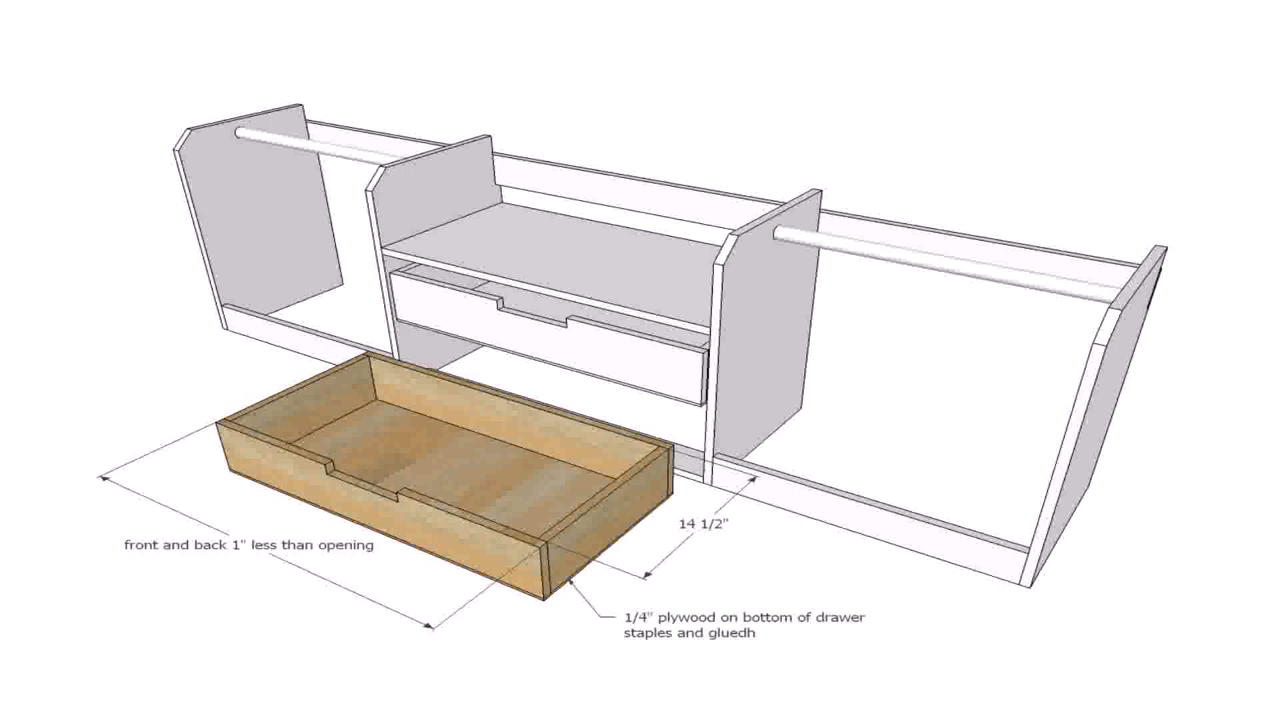 14 1/2"
front and back 1" less than opening
1/4" plywood on bottom of drawer
staples and gluedh